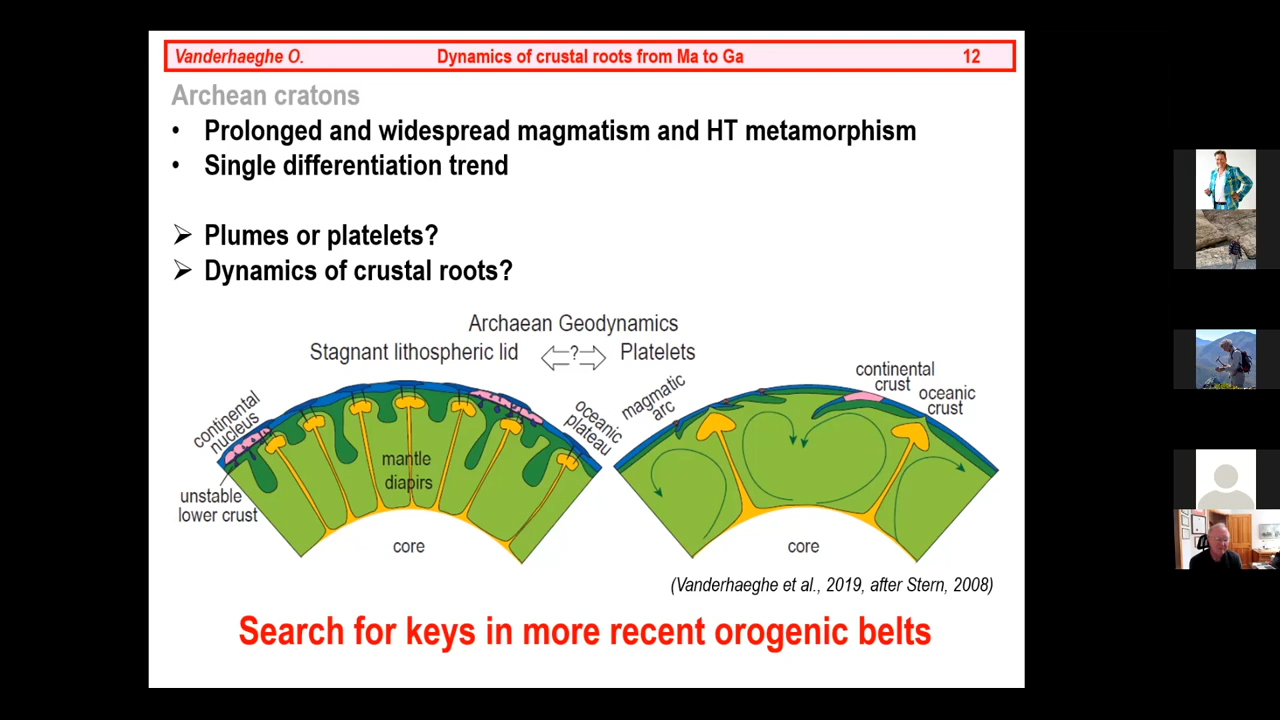 Vanderhaeghe O. Dynamics of crustal roots from Ma to Ga 12
Archean cratons
• Prolonged and widespread magmatism and HT metamorphism
• Single differentiation trend
➢ Plumes or platelets?
➢ Dynamics of crustal roots?
Archaean Geodynamics
Stagnant lithospheric lid ? Platelets
continental
nucleus
unstable
lower crust
mantle
diapirs
core
oceanic
plateau
magmatic
arc
continental
crust
oceanic
crust
core
(Vanderhaeghe et al., 2019, after Stern, 2008)
Search for keys in more recent orogenic belts